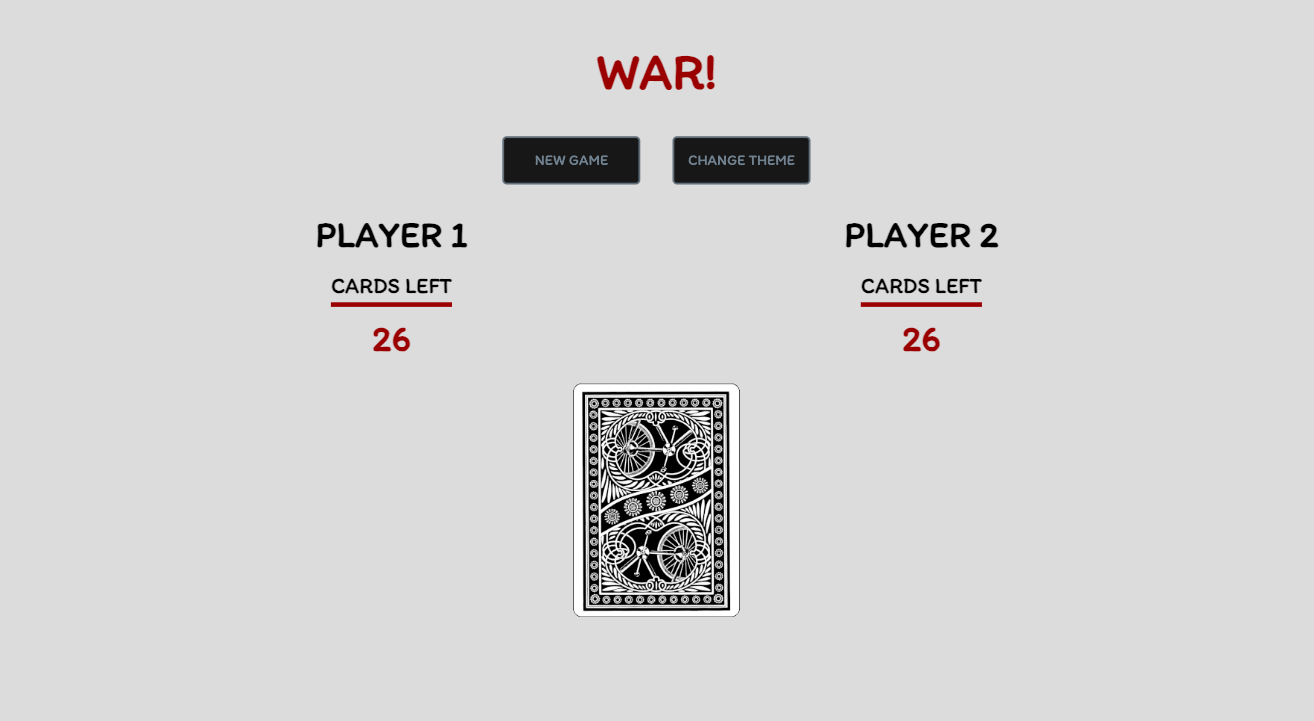 WAR!
NEW GAME
CHANGE THEME
PLAYER 1
PLAYER 2
CARDS LEFT
CARDS LEFT
26
26